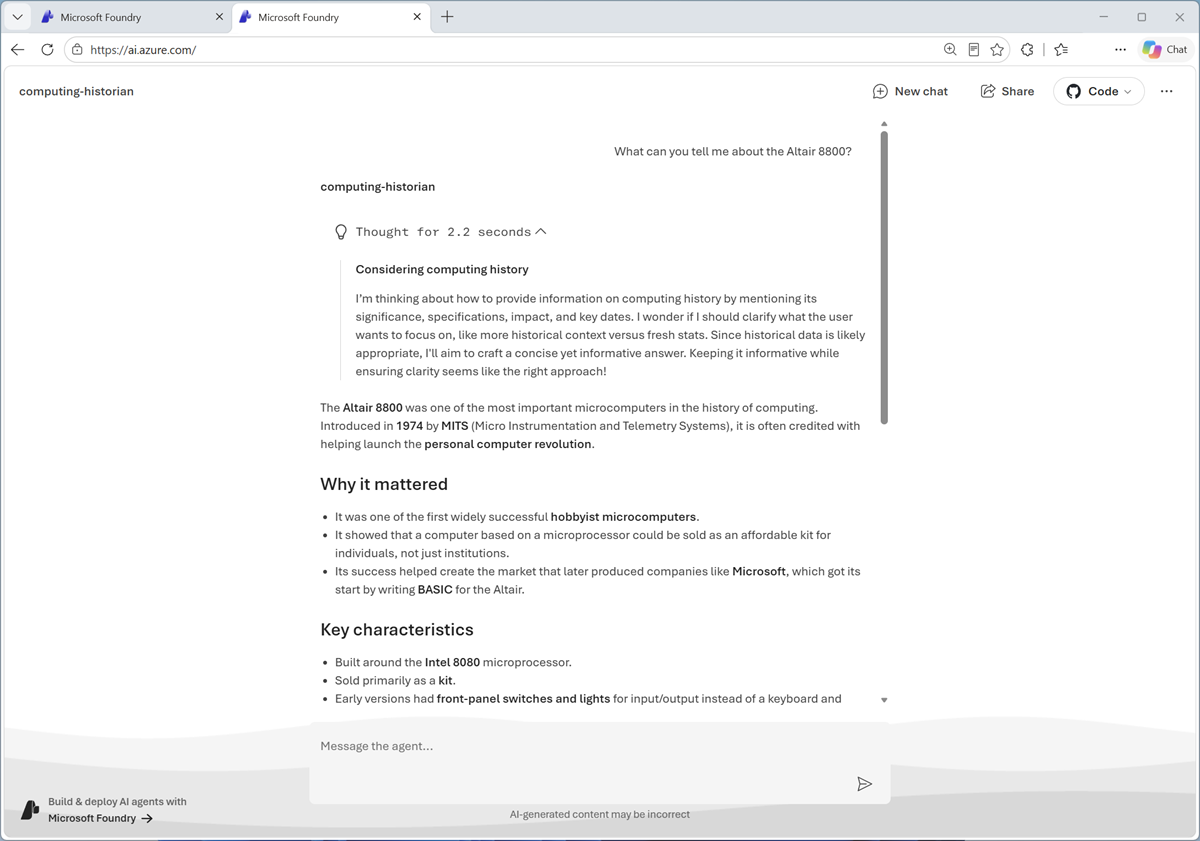 Microsoft Foundry
Microsoft Foundry
https://ai.azure.com/
Chat
computing-historian
New chat
Share
Code
What can you tell me about the Altair 8800?
computing-historian
Thought for 2.2 seconds
Considering computing history
I'm thinking about how to provide information on computing history by mentioning its
significance, specifications, impact, and key dates. I wonder if I should clarify what the user
wants to focus on, like more historical context versus fresh stats. Since historical data is likely
appropriate, I'll aim to craft a concise yet informative answer. Keeping it informative while
ensuring clarity seems like the right approach!
The Altair 8800 was one of the most important microcomputers in the history of computing.
Introduced in 1974 by MITS (Micro Instrumentation and Telemetry Systems), it is often credited with
helping launch the personal computer revolution.
Why it mattered
• It was one of the first widely successful hobbyist microcomputers.
• It showed that a computer based on a microprocessor could be sold as an affordable kit for
individuals, not just institutions.
• Its success helped create the market that later produced companies like Microsoft, which got its
start by writing BASIC for the Altair.
Key characteristics
• Built around the Intel 8080 microprocessor.
• Sold primarily as a kit.
• Early versions had front-panel switches and lights for input/output instead of a keyboard and
Message the agent...
Build & deploy AI agents with
Microsoft Foundry
AI-generated content may be incorrect